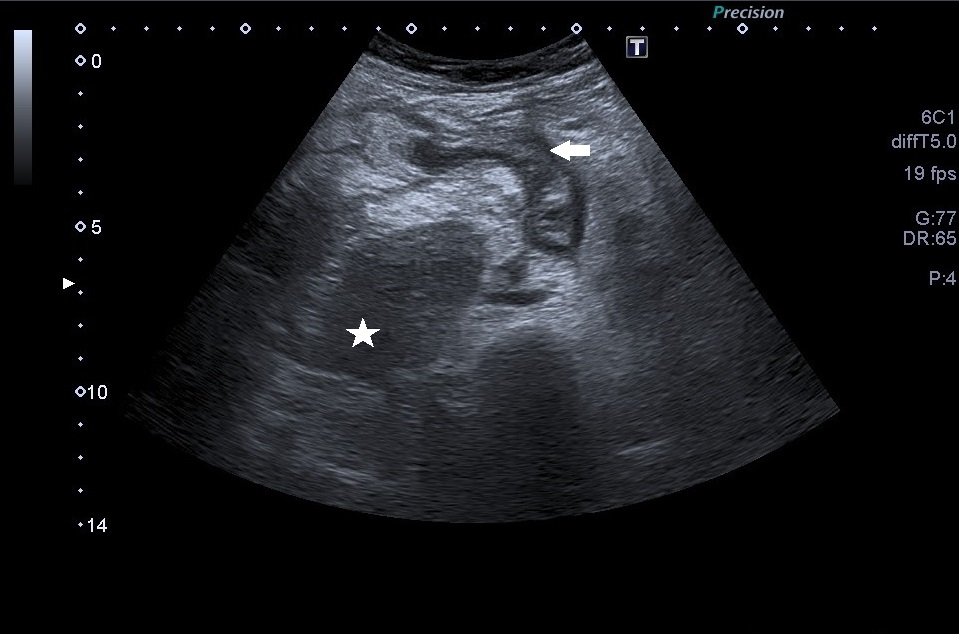 Precision
T
0
6C1
diffT5.0
19 fps
G:77
5
DR:65
P:4
10
14